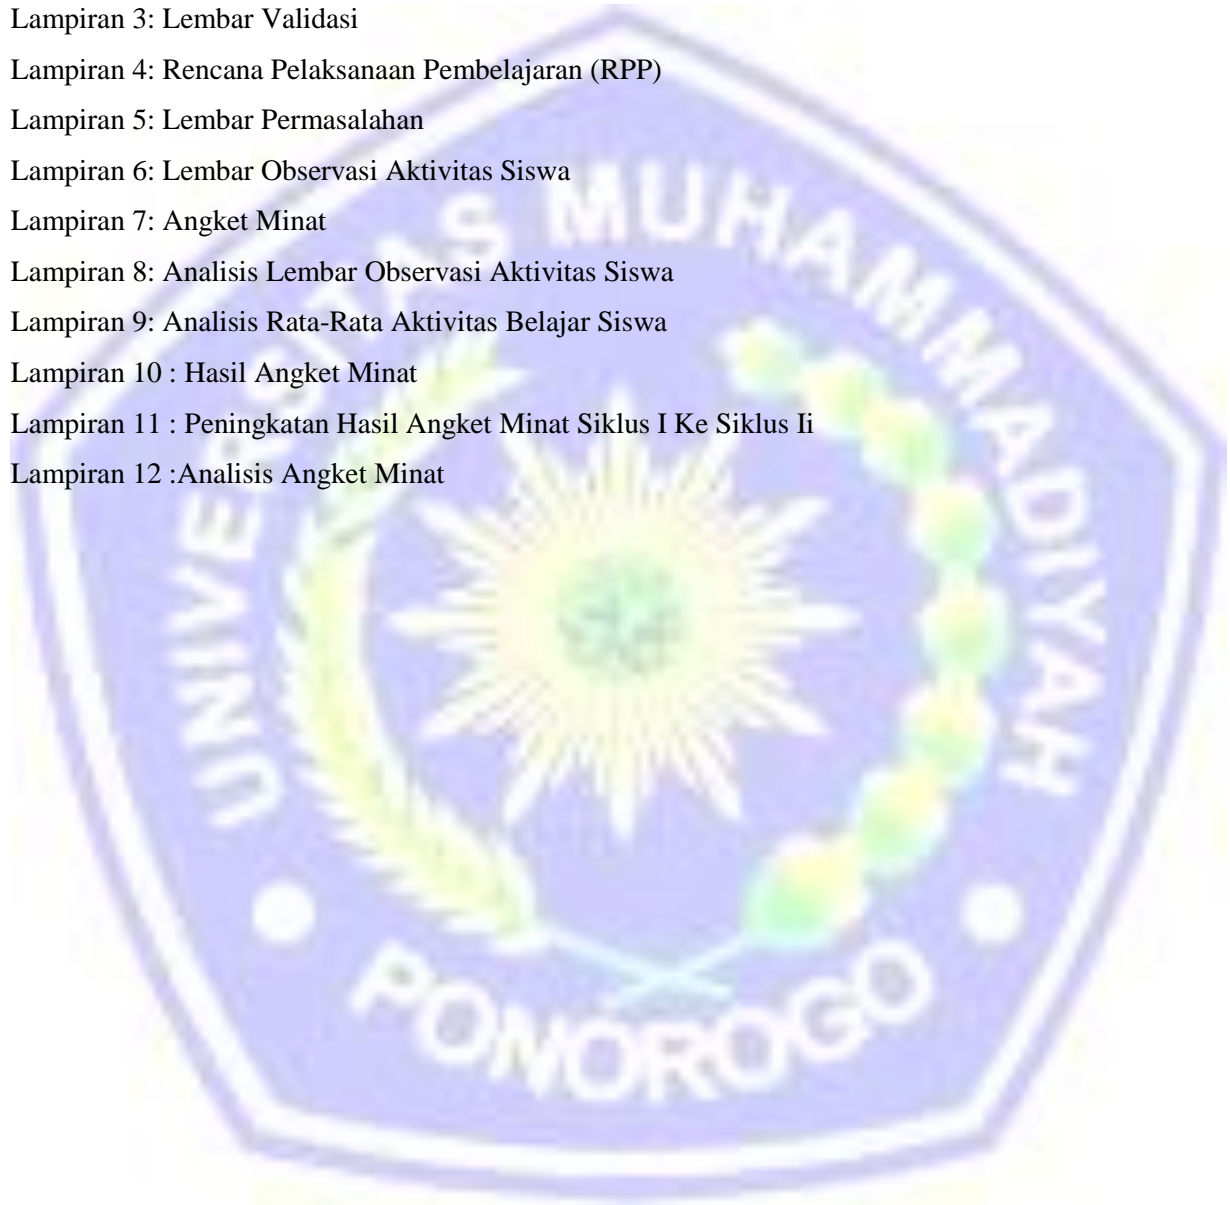 Lampiran 3: Lembar Validasi
Lampiran 4: Rencana Pelaksanaan Pembelajaran (RPP)
Lampiran 5: Lembar Permasalahan
Lampiran 6: Lembar Observasi Aktivitas Siswa
Lampiran 7: Angket Minat
Lampiran 8: Analisis Lembar Observasi Aktivitas Siswa
Lampiran 9: Analisis Rata-Rata Aktivitas Belajar Siswa
Lampiran 10 : Hasil Angket Minat
Lampiran 11 : Peningkatan Hasil Angket Minat Siklus I Ke Siklus Ii
Lampiran 12 :Analisis Angket Minat
UNIVERSITAS MUHAMMADIYAH
PONOROGO